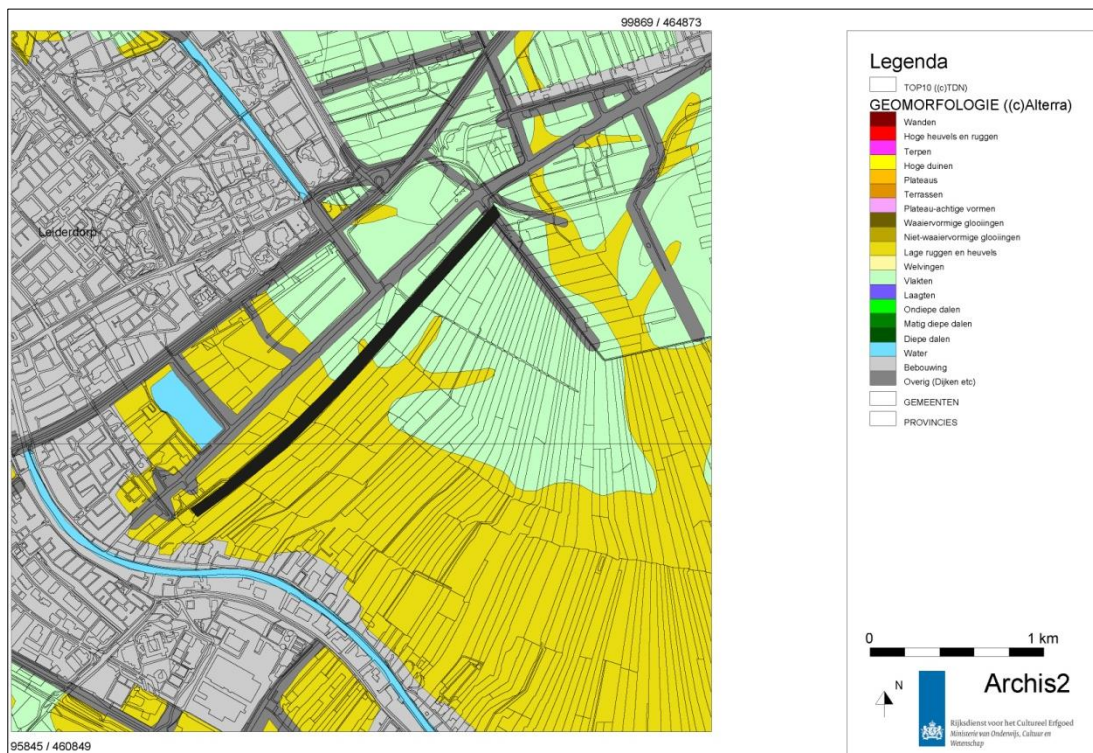 99869 / 464873
Leiderdorp
95845 / 460849
Legenda
TOP10 ((c)TDN)
GEOMORFOLOGIE ((c)Alterra)
Wanden
Hoge heuvels en ruggen
Terpen
Hoge duinen
Plateaus
Terrassen
Plateau-achtige vormen
Waaiervormige glooiingen
Niet-waaiervormige glooiingen
Lage ruggen en heuvels
Welvingen
Vlakten
Laagten
Ondiepe dalen
Matig diepe dalen
Diepe dalen
Water
Bebouwing
Overig (Dijken etc)
GEMEENTEN
PROVINCIES
0 1 km
N
Archis2
Rijksdienst voor het Cultureel Erfgoed
Ministerie van Onderwijs, Cultuur en
Wetenschap